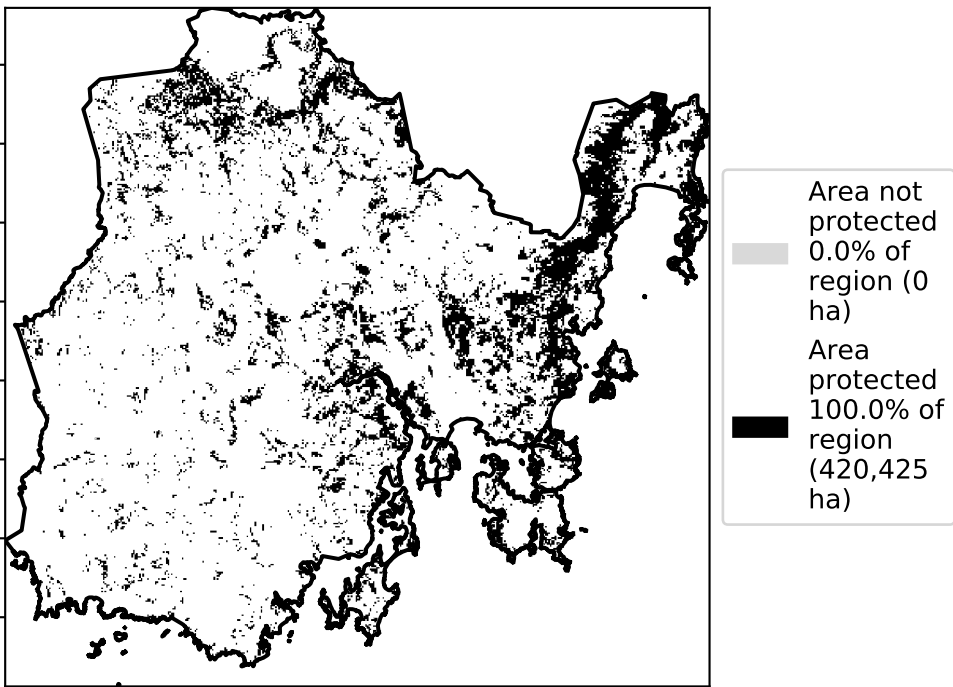 Area not
protected
0.0% of
region (0
ha)
Area
protected
100.0% of
region
(420,425
ha)